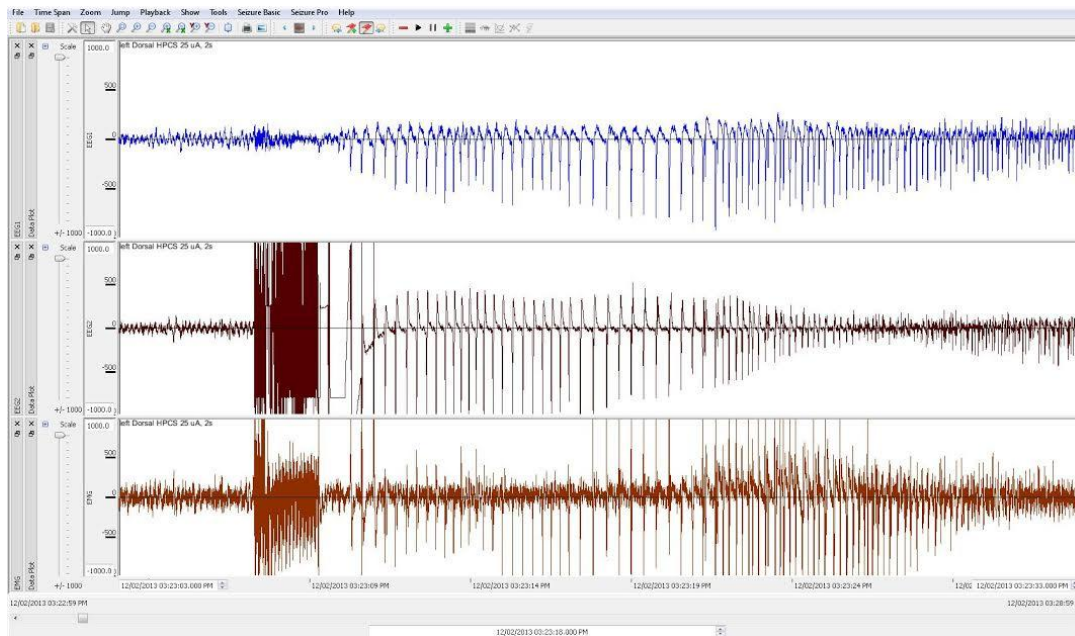 File Time Span Zoom Jump Playback Show Tools Seizure Basic Seizure Pro Help
Scale
1000.0
left Dorsal HPCS 25 uA, 2s
500
0
-500
+/- 1000
-1000.0
EEG1
Data Plot
EEG1
Scale
1000.0
left Dorsal HPCS 25 uA, 2s
500
0
-500
+/- 1000
-1000.0
EEG2
Data Plot
EEG2
Scale
1000.0
left Dorsal HPCS 25 uA, 2s
500
0
-500
+/- 1000
-1000.0
EMG
Data Plot
EMG
12/02/2013 03:23:03.000 PM 12/02/2013 03:23:09 PM 12/02/2013 03:23:14 PM 12/02/2013 03:23:19 PM 12/02/2013 03:23:24 PM 12/02/2013 03:23:33.000 PM
12/02/2013 03:22:59 PM 12/02/2013 03:28:59
12/02/2013 03:23:18.000 PM